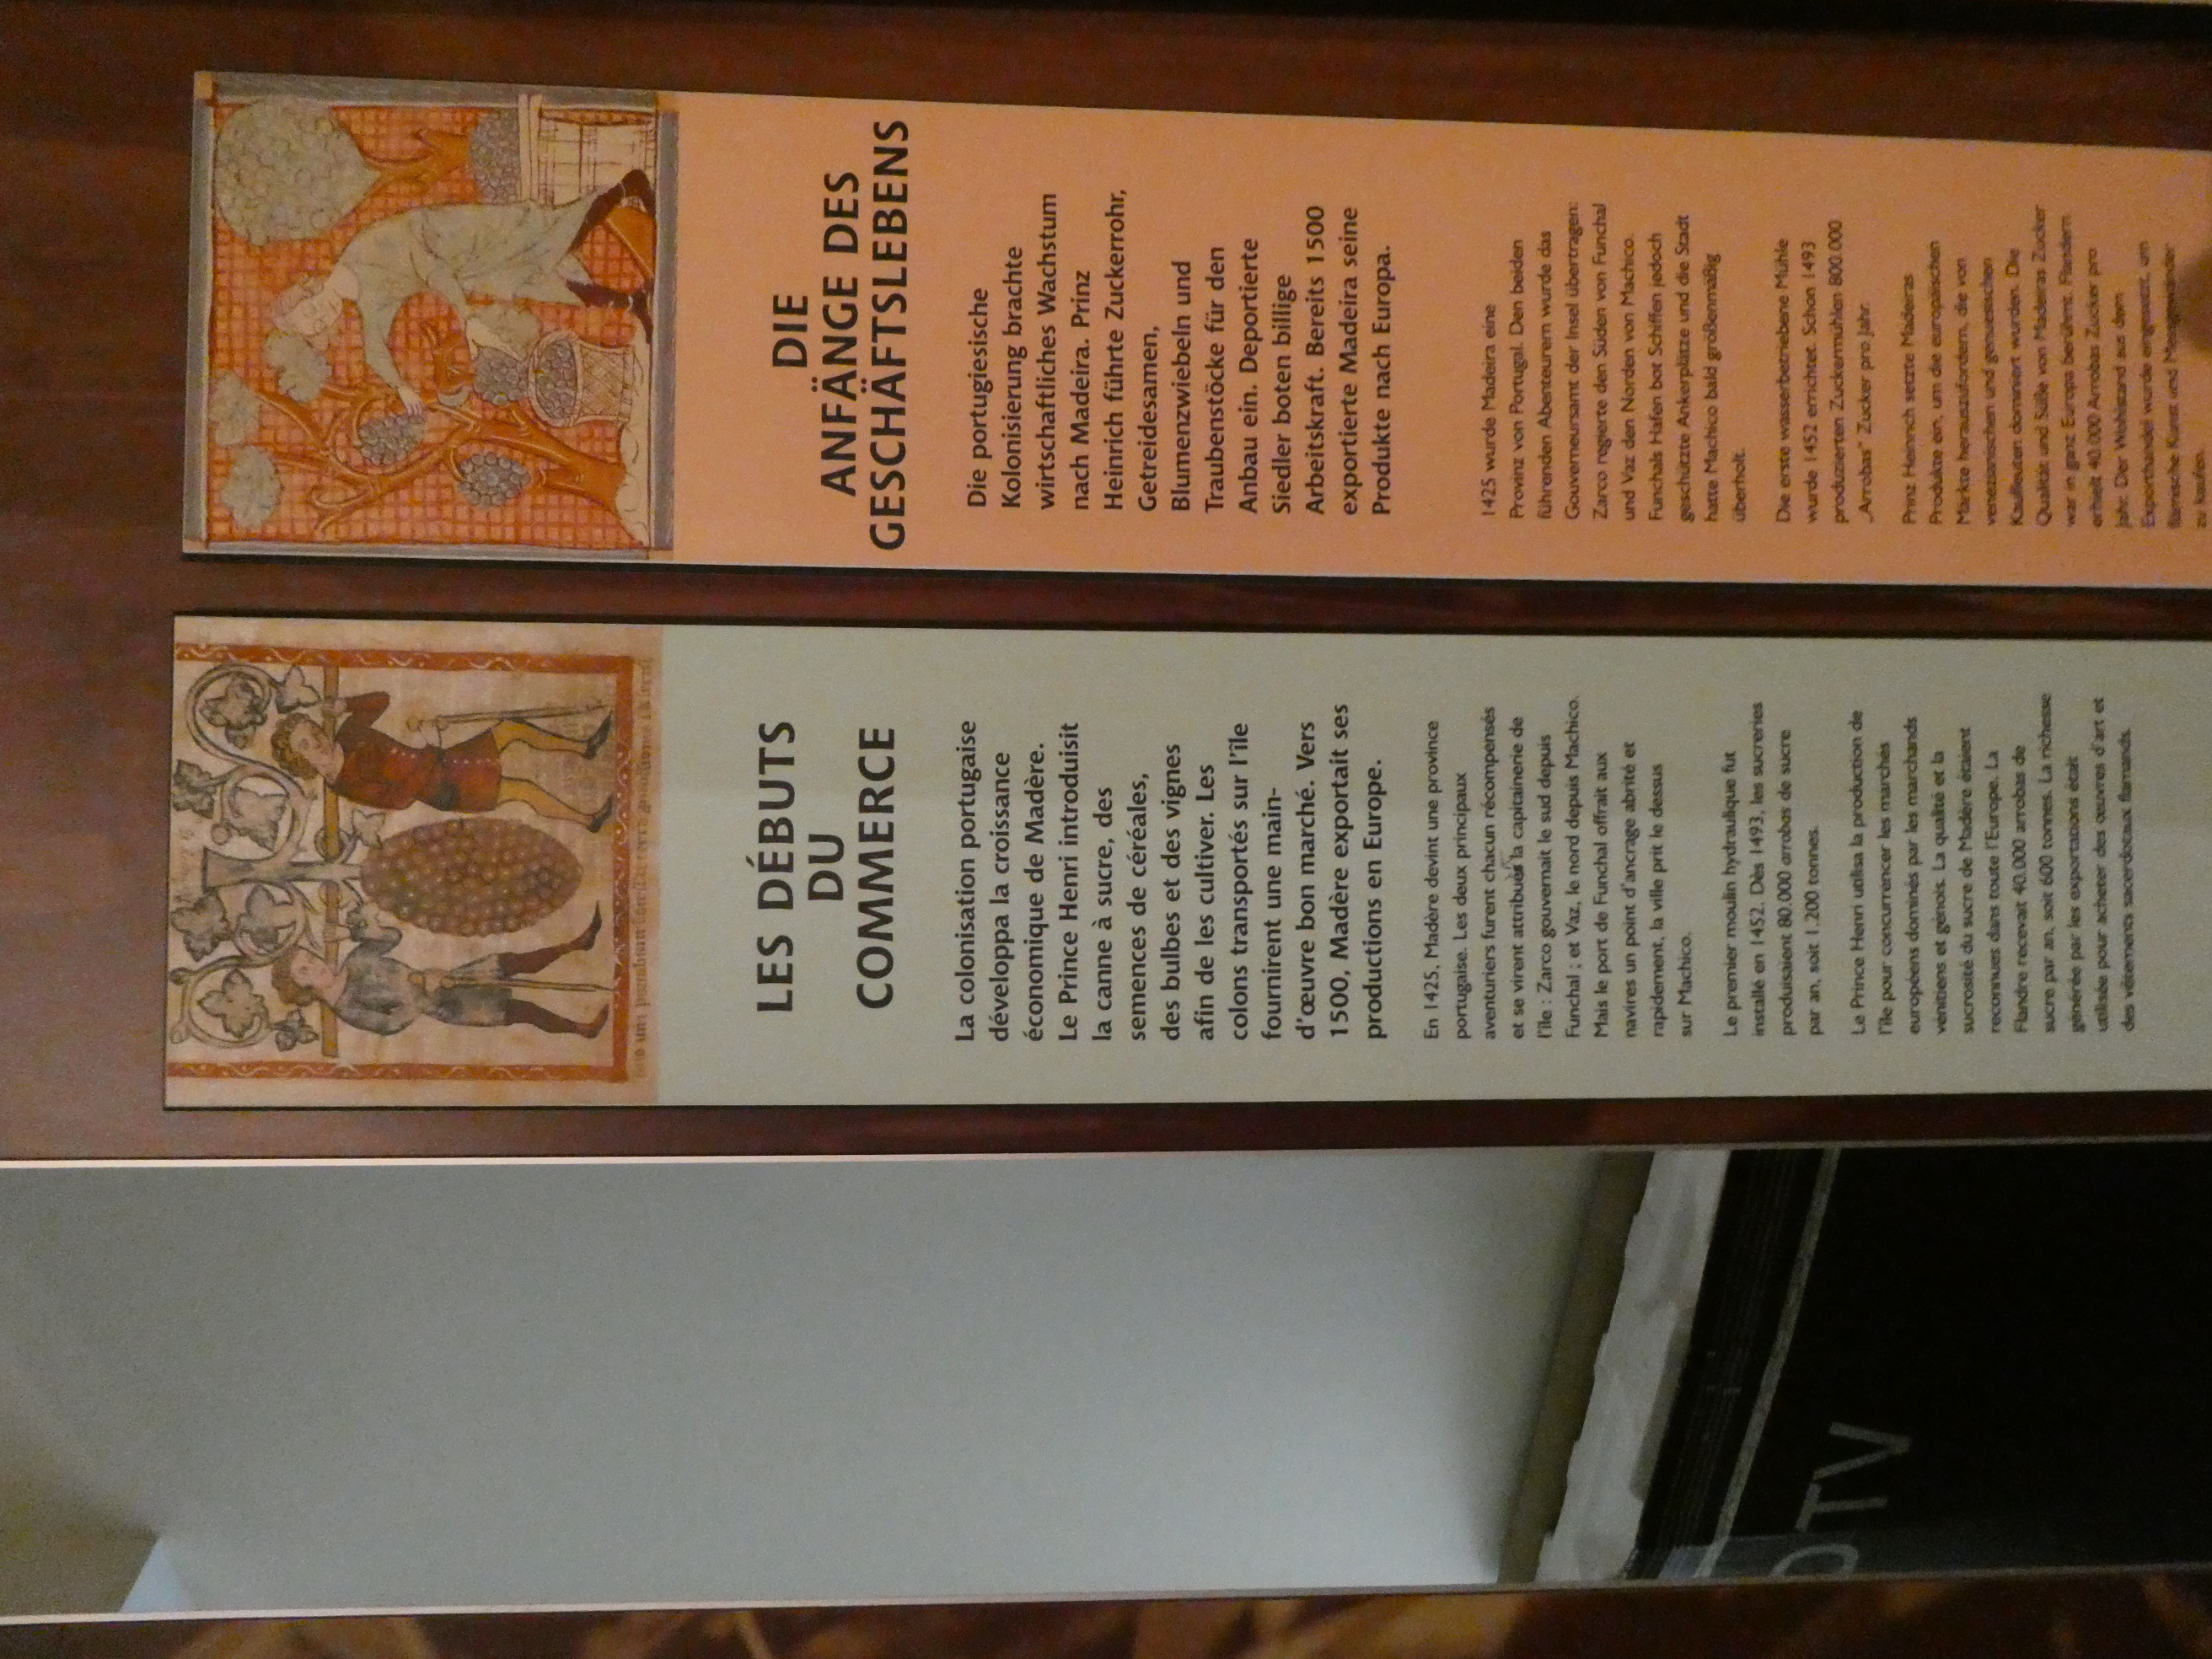 LES DÉBUTS
DU
COMMERCE
La colonisation portugaise
développa la croissance
économique de Madère.
Le Prince Henri introduisit
la canne à sucre, des
semences de céréales,
des bulbes et des vignes
afin de les cultiver. Les
colons transportés sur l'île
fournirent une main-
d'œuvre bon marché. Vers
1500, Madère exportait ses
productions en Europe.
En 1425, Madère devint une province
portugaise. Les deux principaux
aventuriers furent chacun récompensés
et se virent attribués la capitainerie de
l'île : Zarco gouvernait le sud depuis
Funchal ; et Vaz, le nord depuis Machico.
Mais le port de Funchal offrait aux
navires un point d'ancrage abrité et
rapidement, la ville prit le dessus
sur Machico.
Le premier moulin hydraulique fut
installé en 1452. Dès 1493, les sucreries
produisaient 80.000 arrobas de sucre
par an, soit 1.200 tonnes.
Le Prince Henri utilisa la production de
l'île pour concurrencer les marchés
européens dominés par les marchands
vénitiens et génois. La qualité et la
sucrosité du sucre de Madère étaient
reconnues dans toute l'Europe. La
Flandre recevait 40.000 arrobas de
sucre par an, soit 600 tonnes. La richesse
générée par les exportations était
utilisée pour acheter des œuvres d'art et
des vêtements sacerdotaux flamands.
DIE
ANFÄNGE DES
GESCHÄFTSLEBENS
Die portugiesische
Kolonisierung brachte
wirtschaftliches Wachstum
nach Madeira. Prinz
Heinrich führte Zuckerrohr,
Getreidesamen,
Blumenzwiebeln und
Traubenstöcke für den
Anbau ein. Deportierte
Siedler boten billige
Arbeitskraft. Bereits 1500
exportierte Madeira seine
Produkte nach Europa.
1425 wurde Madeira eine
Provinz von Portugal. Den beiden
führenden Abenteurern wurde das
Gouverneursamt der Insel übertragen:
Zarco regierte den Süden von Funchal
und Vaz den Norden von Machico.
Funchals Hafen bot Schiffen jedoch
geschützte Ankerplätze und die Stadt
hatte Machico bald größenmäßig
überholt.
Die erste wasserbetriebene Mühle
wurde 1452 errichtet. Schon 1493
produzierten Zuckermühlen 800.000
„Arrobas" Zucker pro Jahr.
Prinz Heinrich setzte Madeiras
Produkte ein, um die europäischen
Märkte herauszufordern, die von
venezianischen und genuesischen
Kaufleuten dominiert wurden. Die
Qualität und Süße von Madeiras Zucker
war in ganz Europa berühmt. Flandern
erhielt 40.000 Arrobas Zucker pro
Jahr. Der Wohlstand aus dem
Exporthandel wurde eingesetzt, um
flämische Kunst und Messgewänder
zu kaufen.
TV